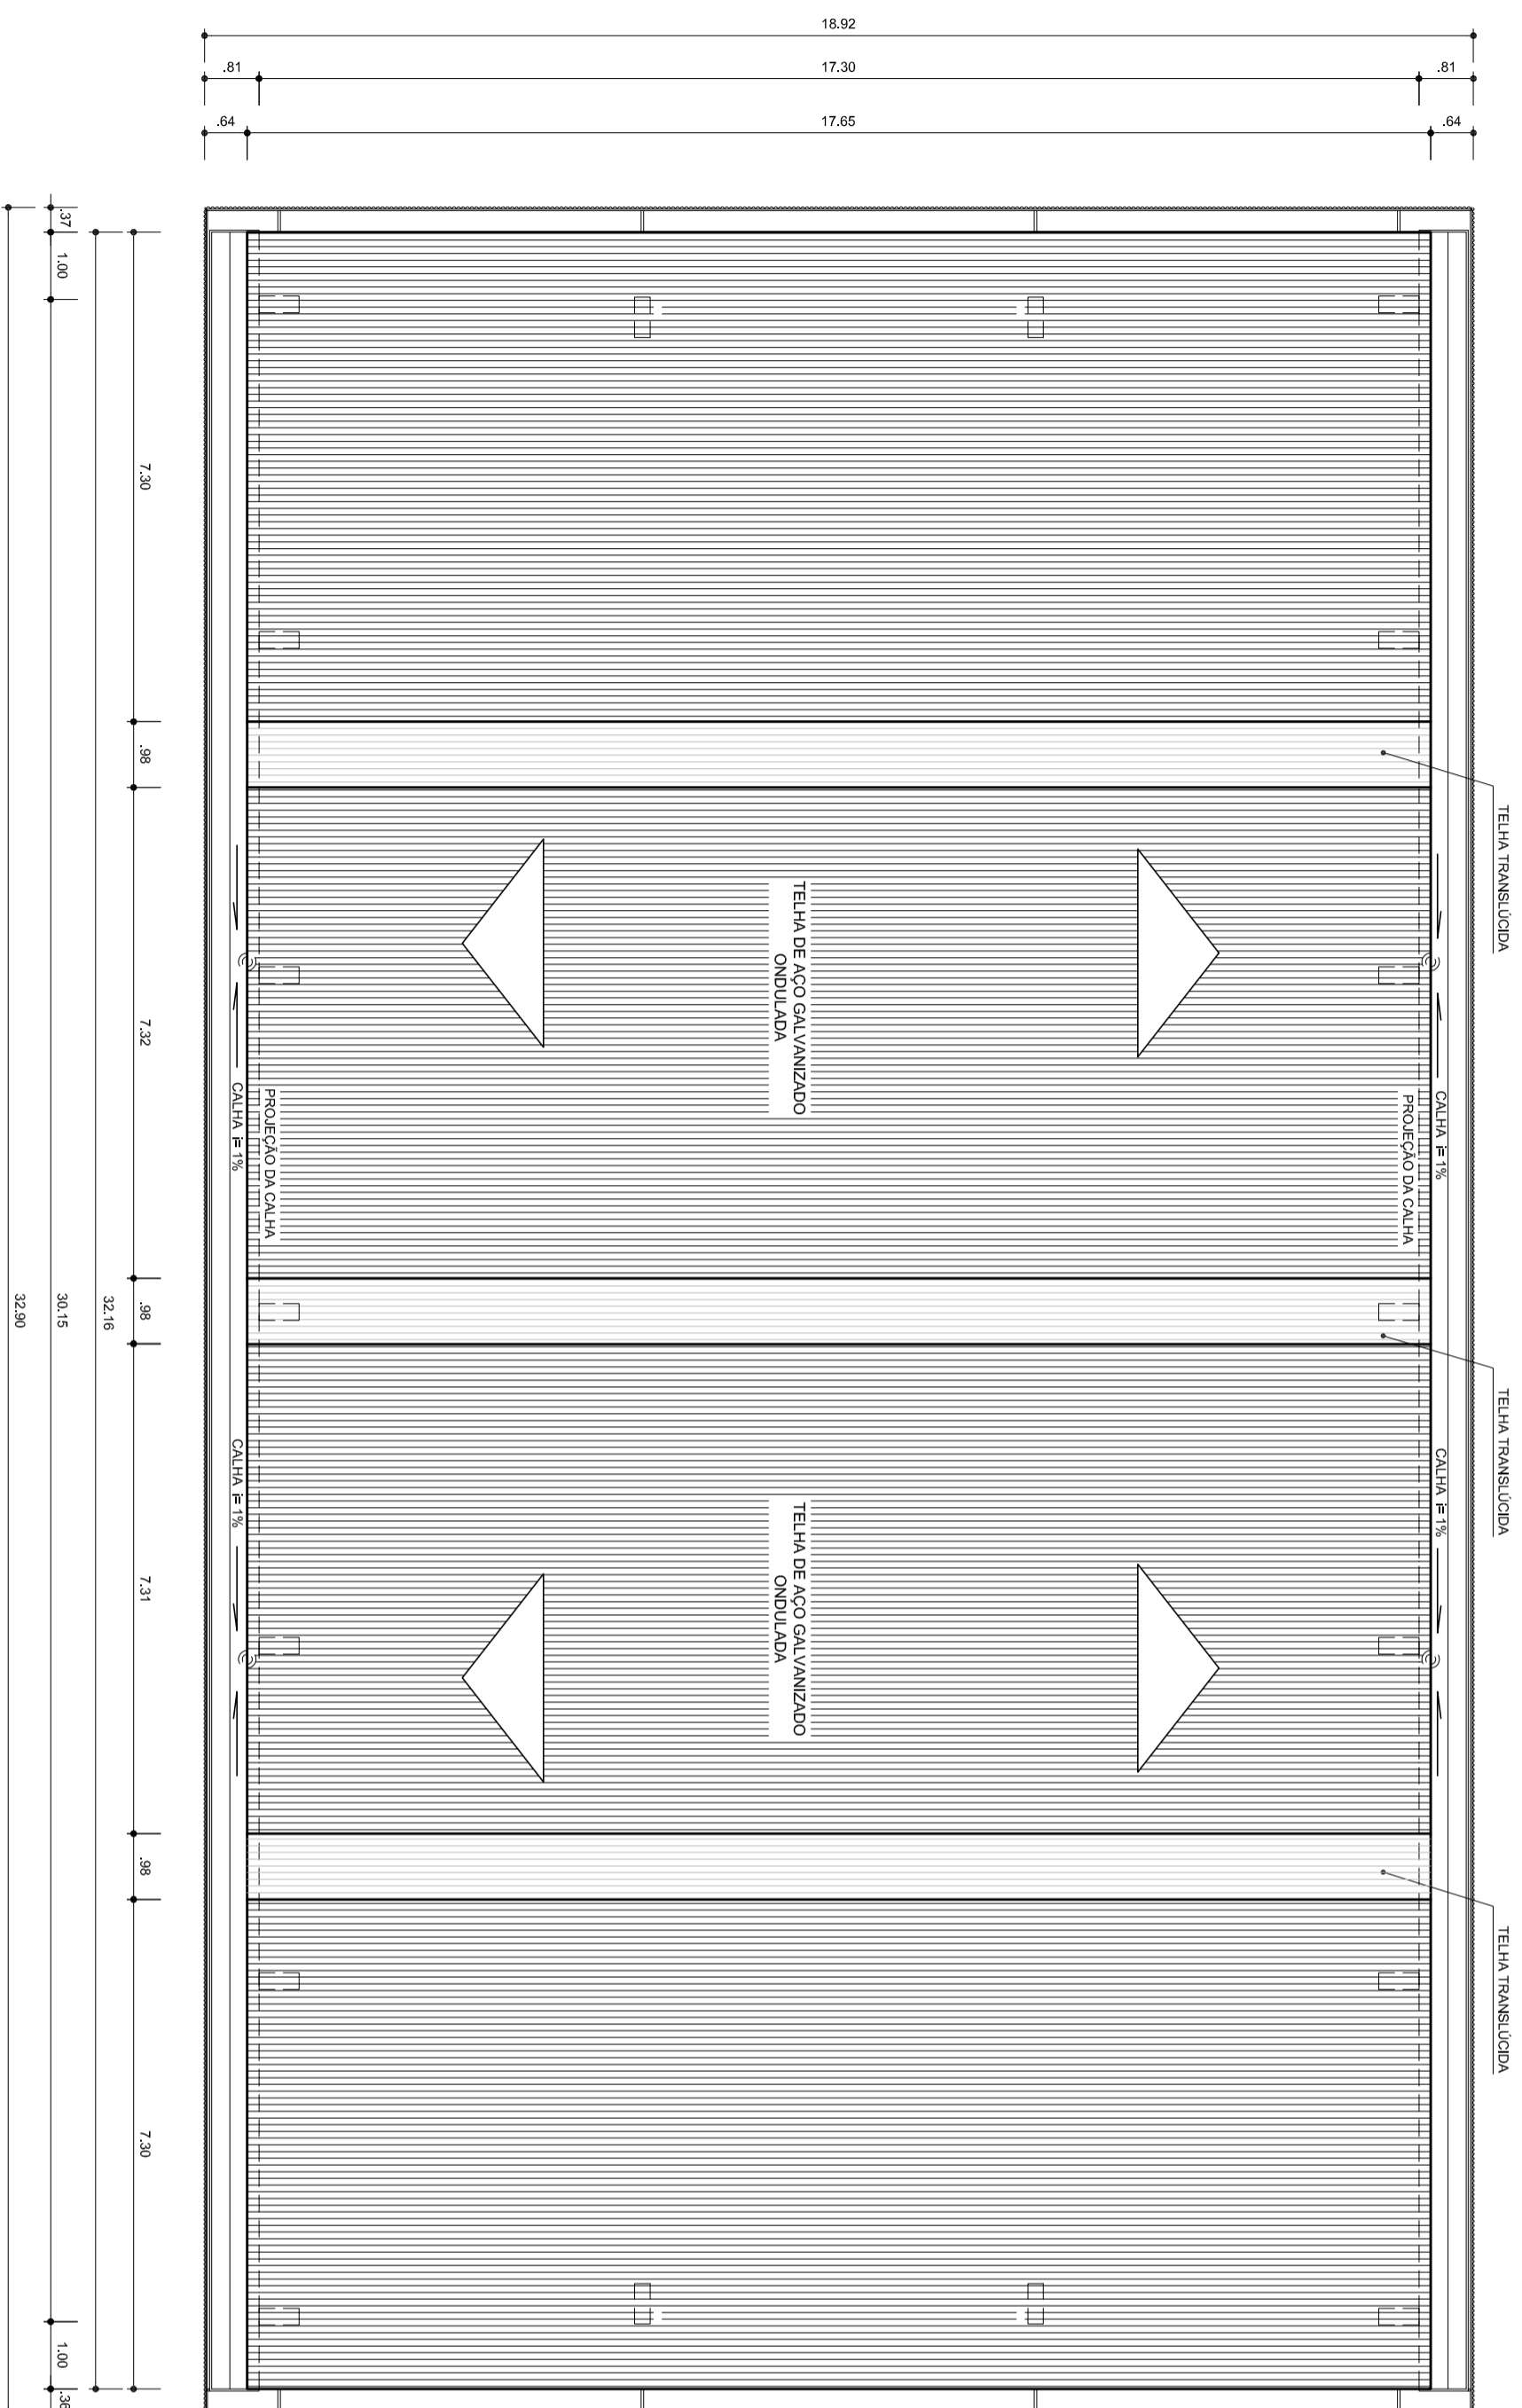 18.92
.81
17.30
.81
.64
17.65
.64
.37
1.00
7.30
.98
7.32
.98
7.31
.98
7.30
32.16
30.15
1.00
.36
32.90
TELHA TRANSLÚCIDA
TELHA TRANSLÚCIDA
TELHA TRANSLÚCIDA
CALHA i=1%
PROJEÇÃO DA CALHA
CALHA i=1%
TELHA DE AÇO GALVANIZADO
ONDULADA
TELHA DE AÇO GALVANIZADO
ONDULADA
PROJEÇÃO DA CALHA
CALHA i=1%
CALHA i=1%